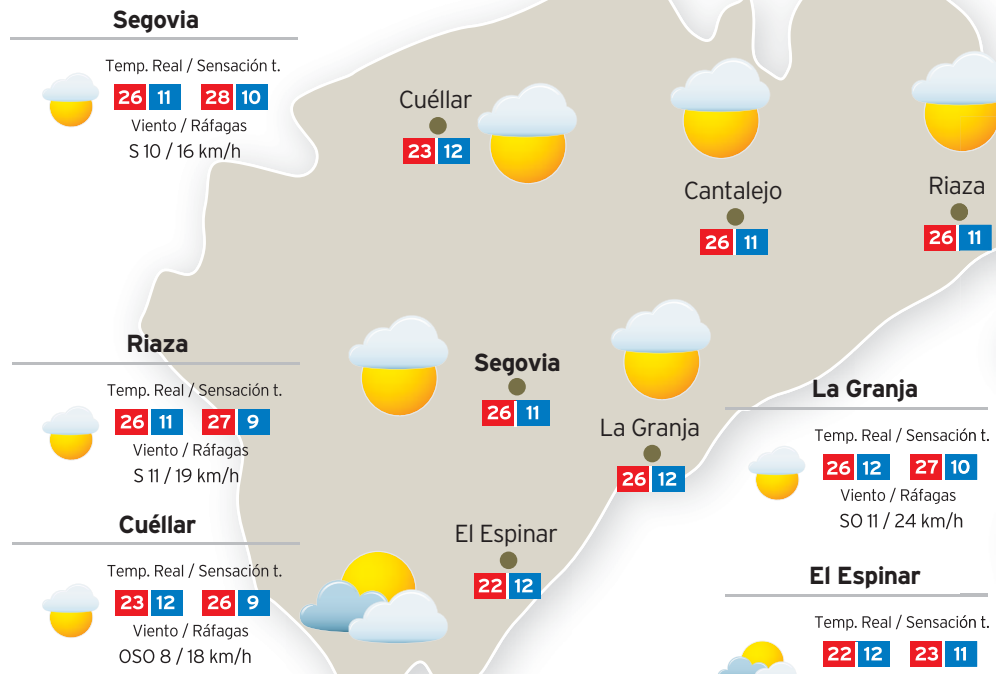 Segovia
Temp. Real / Sensación t.
26 11 28 10
Viento / Ráfagas
S 10 / 16 km/h
Cuéllar
23 12
Cantalejo
26 11
Riaza
26 11
Riaza
Temp. Real / Sensación t.
26 11 27 9
Viento / Ráfagas
S 11 / 19 km/h
Segovia
26 11
La Granja
26 12
La Granja
Temp. Real / Sensación t.
26 12 27 10
Viento / Ráfagas
SO 11 / 24 km/h
Cuéllar
Temp. Real / Sensación t.
23 12 26 9
Viento / Ráfagas
OSO 8 / 18 km/h
El Espinar
22 12
El Espinar
Temp. Real / Sensación t.
22 12 23 11